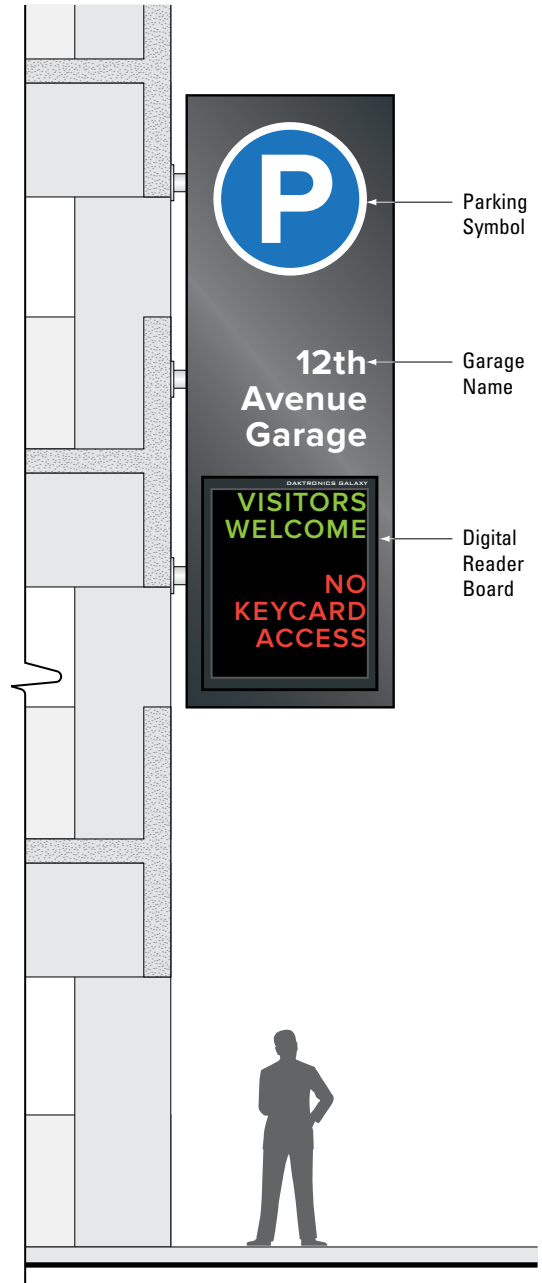 P
Parking
Symbol
12th
Avenue
Garage
Garage
Name
DAKTRONICS GALAXY
VISITORS
WELCOME
NO
KEYCARD
ACCESS
Digital
Reader
Board